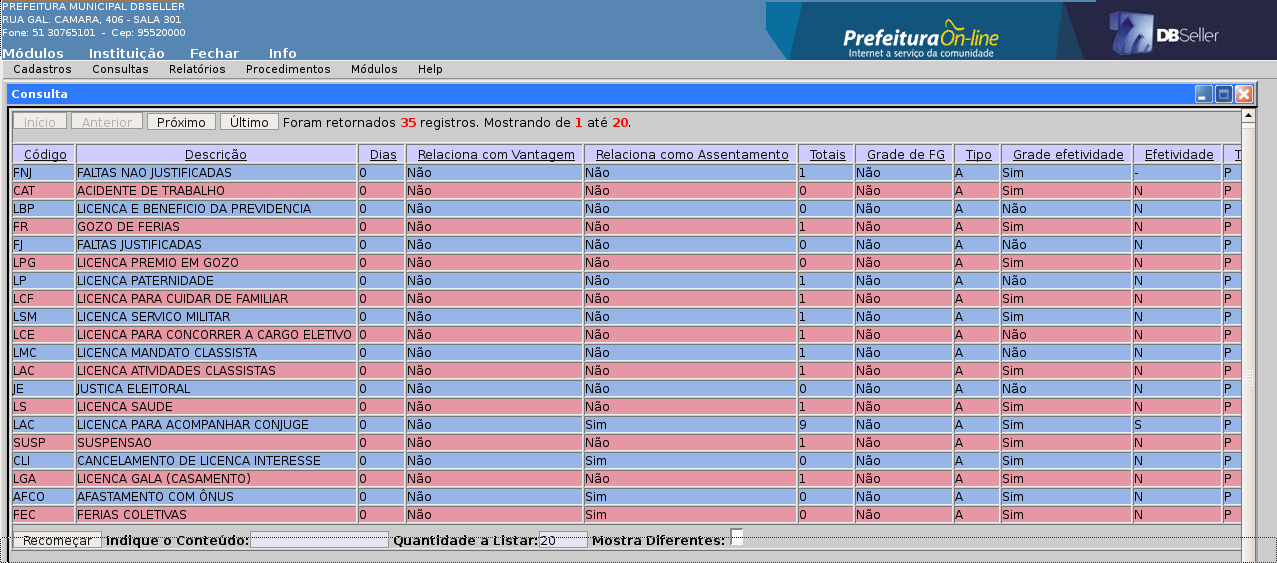 PREFEITURA MUNICIPAL DBSELLER
RUA GAL. CAMARA, 406 - SALA 301
Fone: 51 30765101 - Cep: 95520000
Módulos Instituição Fechar Info
Prefeitura On-line
Internet a serviço da comunidade
DBSeller
Cadastros Consultas Relatórios Procedimentos Módulos Help
Consulta
Início Anterior Próximo Último Foram retornados 35 registros. Mostrando de 1 até 20.
Código Descrição Dias Relaciona com Vantagem Relaciona como Assentamento Totais Grade de FG Tipo Grade efetividade Efetividade T
FNJ FALTAS NAO JUSTIFICADAS 0 Não Não 1 Não A Sim - P
CAT ACIDENTE DE TRABALHO 0 Não Não 0 Não A Sim N P
LBP LICENCA E BENEFICIO DA PREVIDENCIA 0 Não Não 0 Não A Não N P
FR GOZO DE FERIAS 0 Não Não 1 Não A Sim N P
FJ FALTAS JUSTIFICADAS 0 Não Não 0 Não A Não N P
LPG LICENCA PREMIO EM GOZO 0 Não Não 0 Não A Sim N P
LP LICENCA PATERNIDADE 0 Não Não 1 Não A Não N P
LCF LICENCA PARA CUIDAR DE FAMILIAR 0 Não Não 1 Não A Sim N P
LSM LICENCA SERVICO MILITAR 0 Não Não 1 Não A Sim N P
LCE LICENCA PARA CONCORRER A CARGO ELETIVO 0 Não Não 1 Não A Não N P
LMC LICENCA MANDATO CLASSISTA 0 Não Não 1 Não A Não N P
LAC LICENCA ATIVIDADES CLASSISTAS 0 Não Não 1 Não A Sim N P
JE JUSTICA ELEITORAL 0 Não Não 0 Não A Não N P
LS LICENCA SAUDE 0 Não Não 1 Não A Sim N P
LAC LICENCA PARA ACOMPANHAR CONJUGE 0 Não Sim 9 Não A Sim S P
SUSP SUSPENSAO 0 Não Não 1 Não A Sim N P
CLI CANCELAMENTO DE LICENCA INTERESSE 0 Não Sim 0 Não A Sim N P
LGA LICENCA GALA (CASAMENTO) 0 Não Não 1 Não A Sim N P
AFCO AFASTAMENTO COM ÔNUS 0 Não Sim 0 Não A Sim N P
FEC FERIAS COLETIVAS 0 Não Sim 0 Não A Sim N P
Recomeçar Indique o Conteúdo: Quantidade a Listar: 20 Mostra Diferentes: